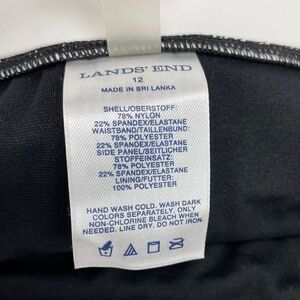 LANDS' END
12
MADE IN SRI LANKA
SHELL/OBERSTOFF:
78% NYLON
22% SPANDEX/ELASTANE
WAISTBAND/TAILLENBUND:
78% POLYESTER
22% SPANDEX/ELASTANE
SIDE PANEL/SEITLICHER
STOFFEINSATZ:
78% POLYESTER
22% SPANDEX/ELASTANE
LINING/FUTTER:
100% POLYESTER
HAND WASH COLD. WASH DARK
COLORS SEPARATELY, ONLY
NON-CHLORINE BLEACH WHEN
NEEDED. LINE DRY. DO NOT IRON.